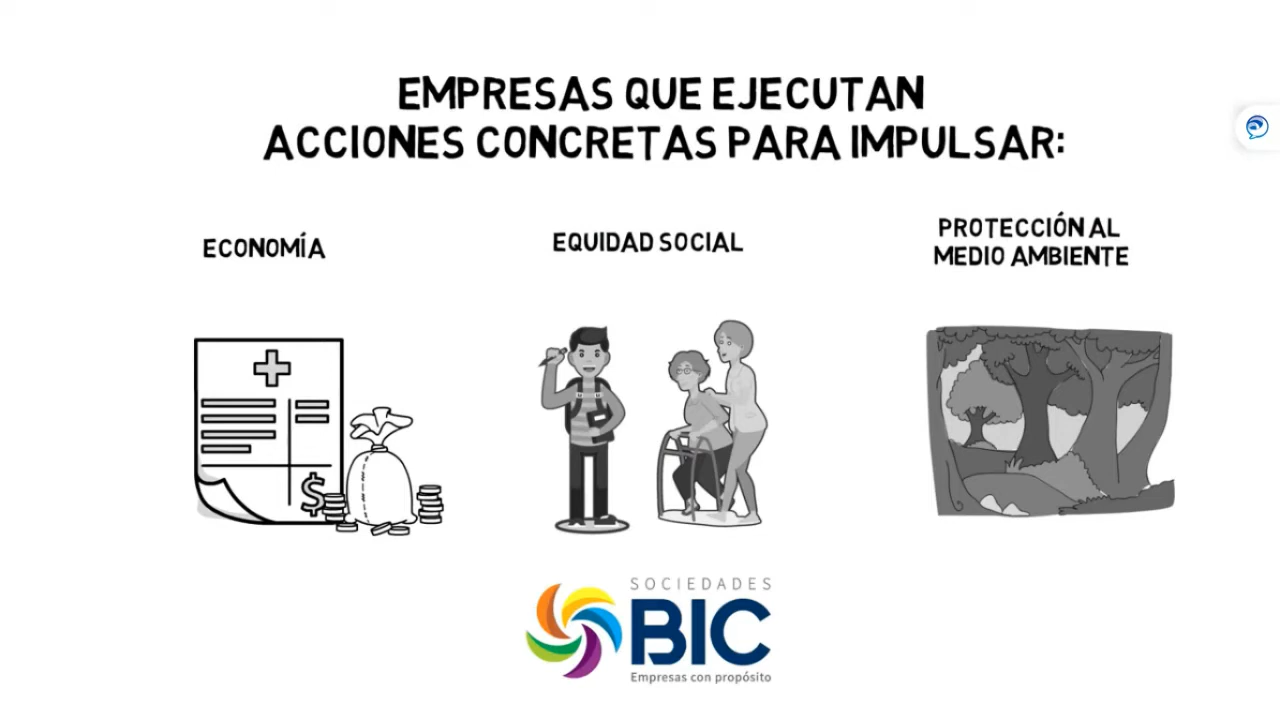 EMPRESAS QUE EJECUTAN
ACCIONES CONCRETAS PARA IMPULSAR:
ECONOMÍA
EQUIDAD SOCIAL
PROTECCIÓN AL
MEDIO AMBIENTE
$
SOCIEDADES
BIC
Empresas con propósito